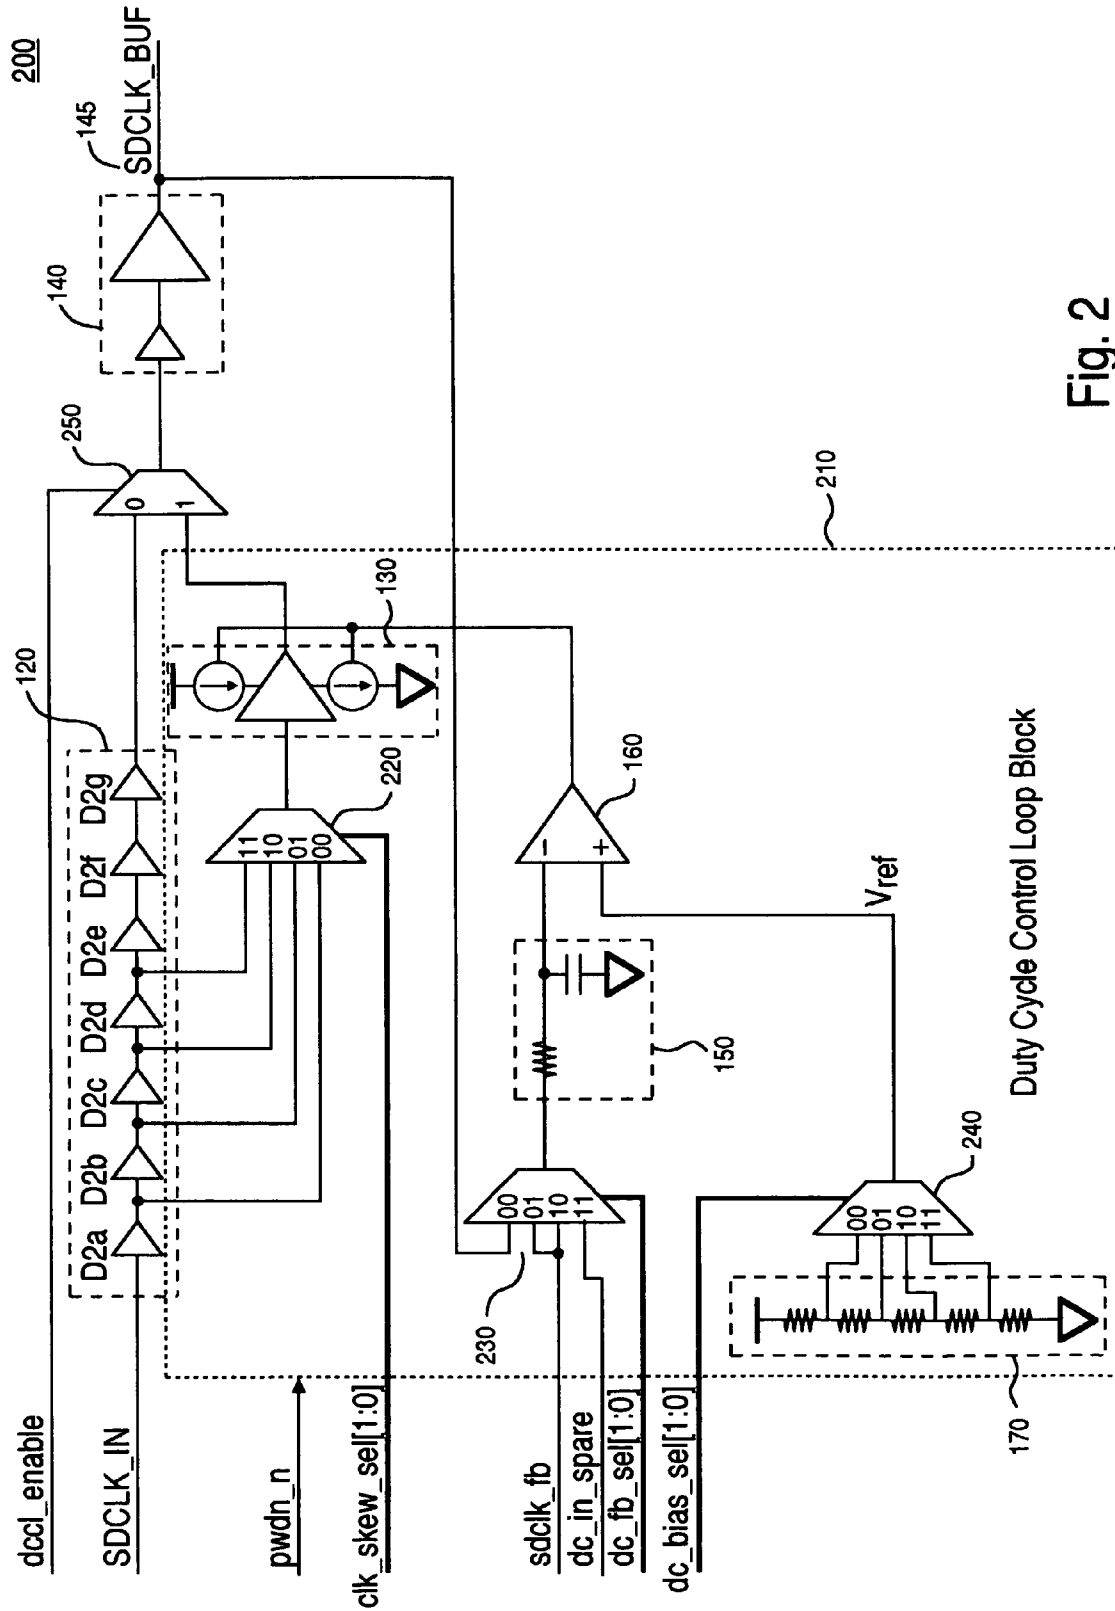 200
dccl_enable
SDCLK_IN
pwdn_n
clk_skew_sel[1:0]
sdclk_fb
dc_in_spare
dc_fb_sel[1:0]
dc_bias_sel[1:0]
D2a
D2b
D2c
D2d
D2e
D2f
D2g
120
250
0
1
140
145
SDCLK_BUF
11
10
01
00
220
130
210
00
01
10
11
230
150
-
+
160
Vref
00
01
10
11
240
170
Duty Cycle Control Loop Block
Fig. 2